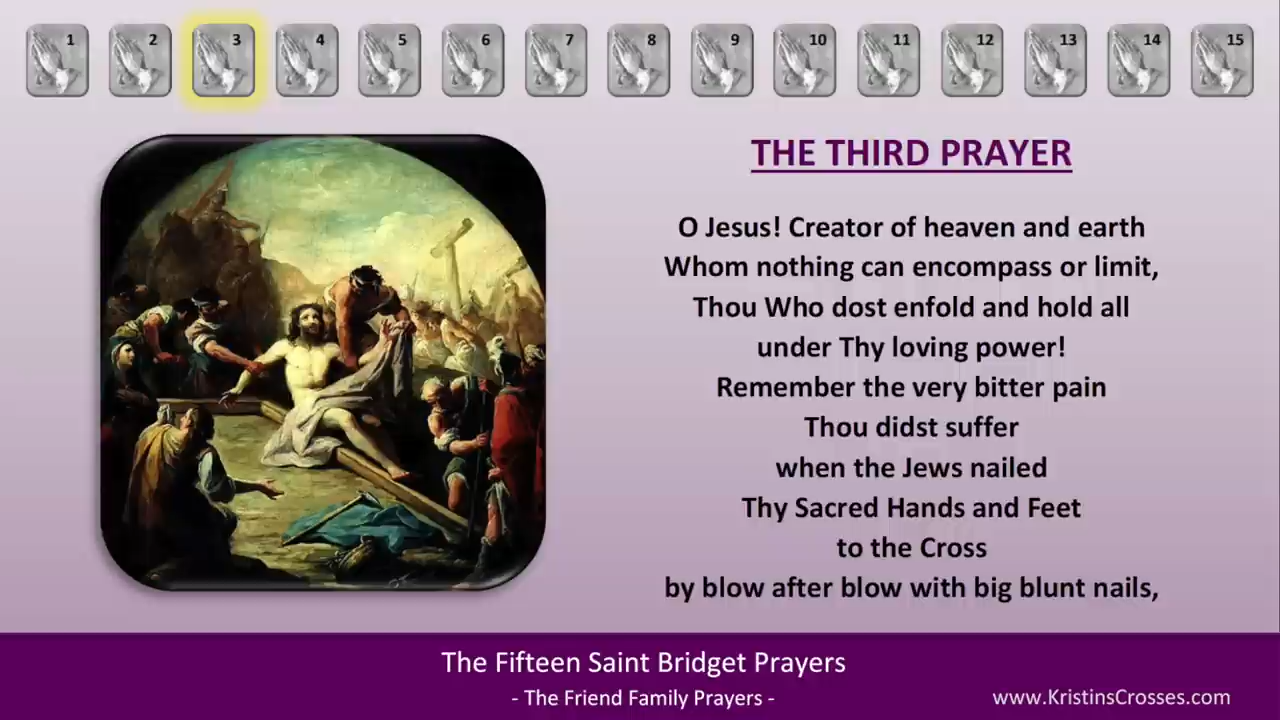 1 2 3 4 5 6 7 8 9 10 11 12 13 14 15
THE THIRD PRAYER
O Jesus! Creator of heaven and earth
Whom nothing can encompass or limit,
Thou Who dost enfold and hold all
under Thy loving power!
Remember the very bitter pain
Thou didst suffer
when the Jews nailed
Thy Sacred Hands and Feet
to the Cross
by blow after blow with big blunt nails,
The Fifteen Saint Bridget Prayers
- The Friend Family Prayers -
www.KristinsCrosses.com